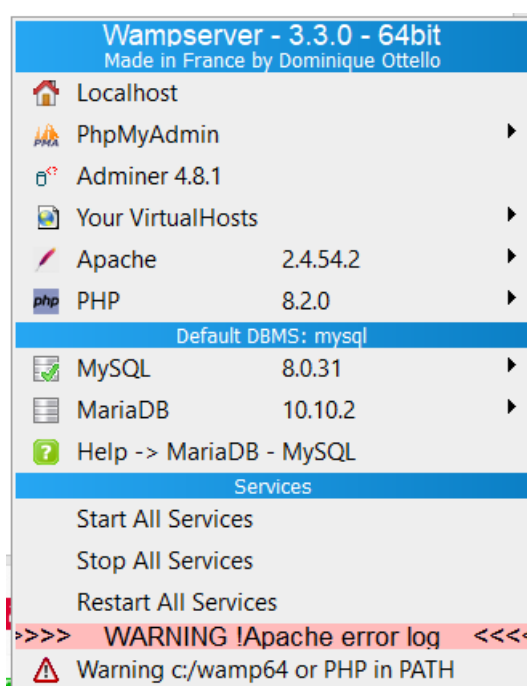 Wampserver - 3.3.0 - 64bit
Made in France by Dominique Ottello
Localhost
PMA PhpMyAdmin
Adminer 4.8.1
Your VirtualHosts
Apache 2.4.54.2
php PHP 8.2.0
Default DBMS: mysql
MySQL 8.0.31
MariaDB 10.10.2
? Help -> MariaDB - MySQL
Services
Start All Services
Stop All Services
Restart All Services
>>>> WARNING !Apache error log <<<<
Warning c:/wamp64 or PHP in PATH